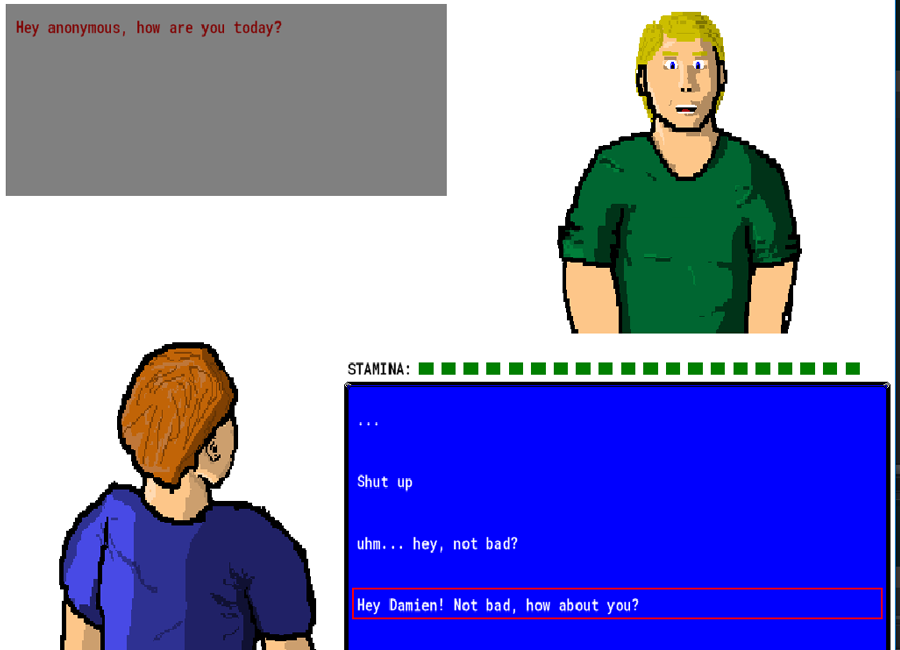 Hey anonymous, how are you today?
STAMINA:
...
Shut up
uhm... hey, not bad?
Hey Damien! Not bad, how about you?